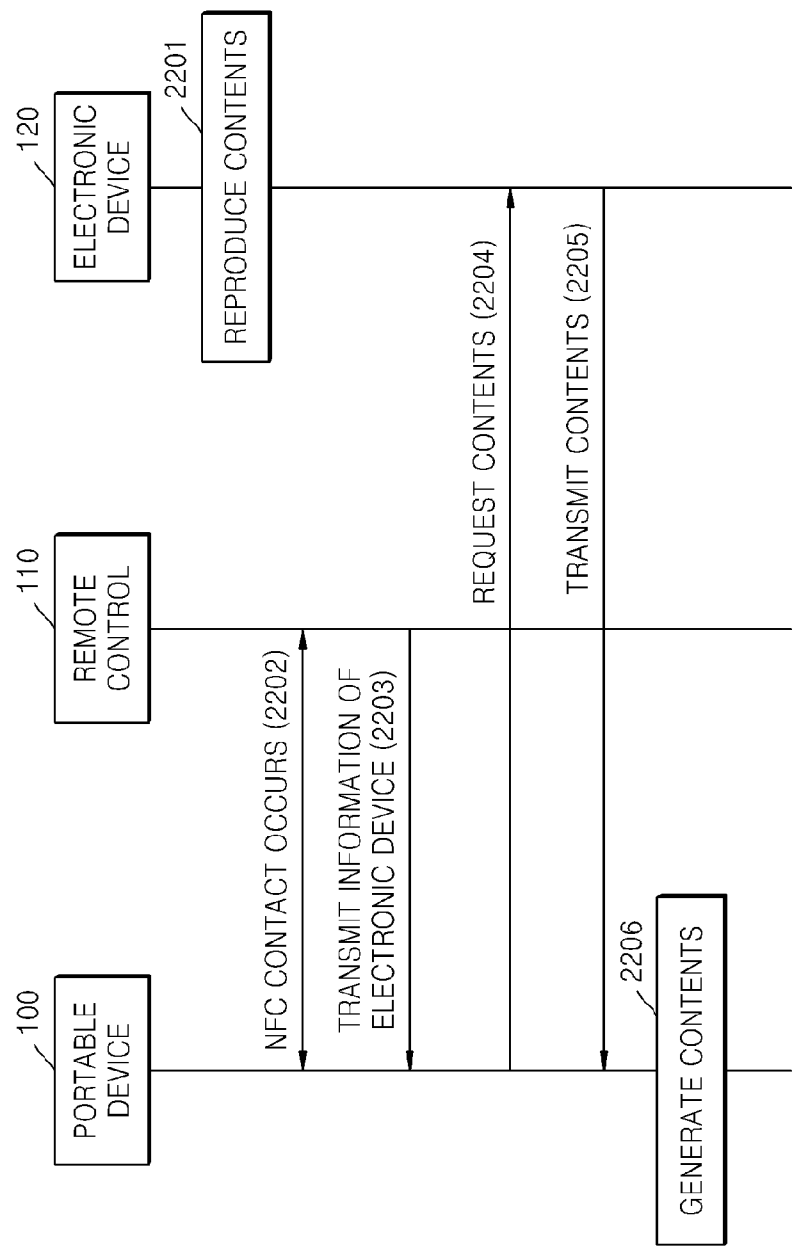 100
PORTABLE
DEVICE
110
REMOTE
CONTROL
120
ELECTRONIC
DEVICE
2201
REPRODUCE CONTENTS
NFC CONTACT OCCURS (2202)
TRANSMIT INFORMATION OF
ELECTRONIC DEVICE (2203)
REQUEST CONTENTS (2204)
TRANSMIT CONTENTS (2205)
2206
GENERATE CONTENTS